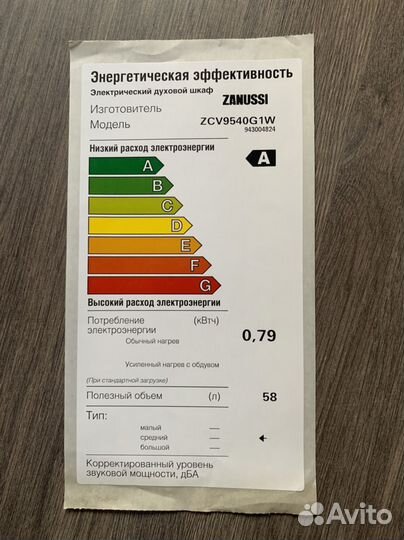 Энергетическая эффективность
Электрический духовой шкаф
Изготовитель ZANUSSI
Модель ZCV9540G1W
943004824
Низкий расход электроэнергии
A A
B
C
D
E
F
G
Высокий расход электроэнергии
Потребление (кВтч)
электроэнергии
Обычный нагрев 0,79
Усиленный нагрев с обдувом
(При стандартной загрузке)
Полезный объем (л) 58
Тип:
малый —
средний — ←
большой —
Корректированный уровень
звуковой мощности, дБА
Avito